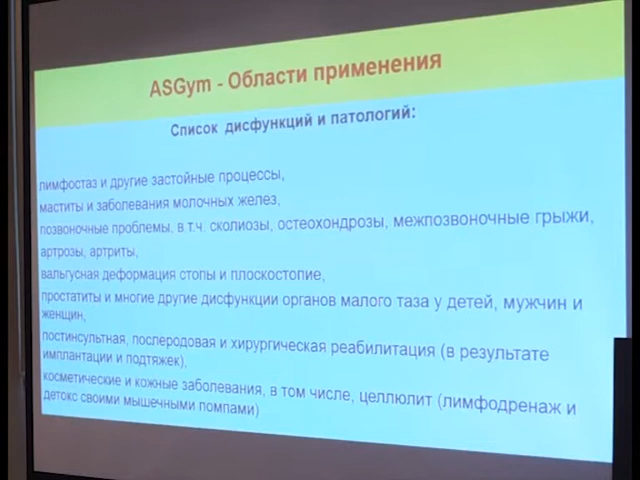 ASGym - Области применения
Список дисфункций и патологий:
лимфостаз и другие застойные процессы,
маститы и заболевания молочных желез,
позвоночные проблемы, в т.ч. сколиозы, остеохондрозы, межпозвоночные грыжи,
артрозы, артриты,
вальгусная деформация стопы и плоскостопие,
простатиты и многие другие дисфункции органов малого таза у детей, мужчин и
женщин,
постинсультная, послеродовая и хирургическая реабилитация (в результате
имплантации и подтяжек),
косметические и кожные заболевания, в том числе, целлюлит (лимфодренаж и
детокс своими мышечными помпами)